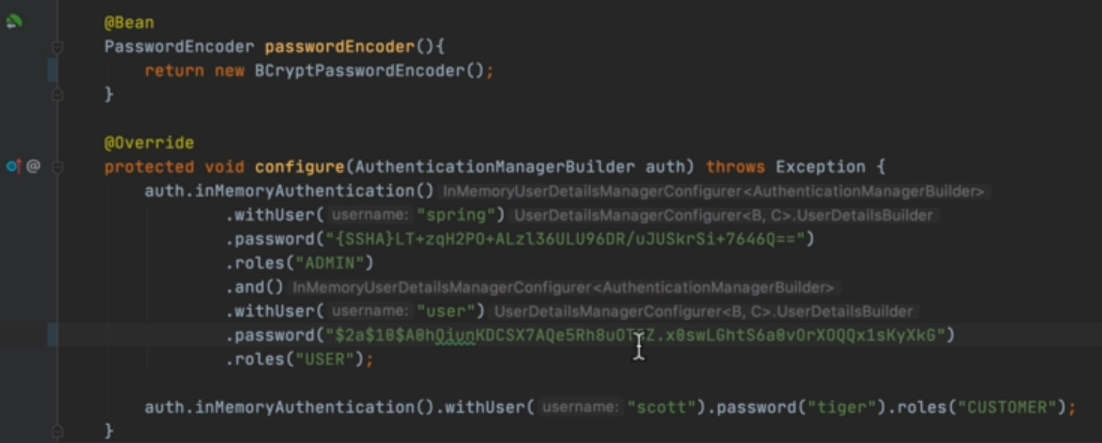 @Bean
PasswordEncoder passwordEncoder(){
return new BCryptPasswordEncoder();
}
@Override
@ protected void configure(AuthenticationManagerBuilder auth) throws Exception {
auth.inMemoryAuthentication() InMemoryUserDetailsManagerConfigurer<AuthenticationManagerBuilder>
.withUser( username: "spring") UserDetailsManagerConfigurer<B, C>.UserDetailsBuilder
.password("{SSHA}LT+zqH2PO+ALzl36ULU96DR/uJUSkrSi+7646Q==")
.roles("ADMIN")
.and() InMemoryUserDetailsManagerConfigurer<AuthenticationManagerBuilder>
.withUser( username: "user") UserDetailsManagerConfigurer<B, C>.UserDetailsBuilder
.password(
.roles("USER");
auth.inMemoryAuthentication().withUser( username: "scott").password("tiger").roles("CUSTOMER");
}